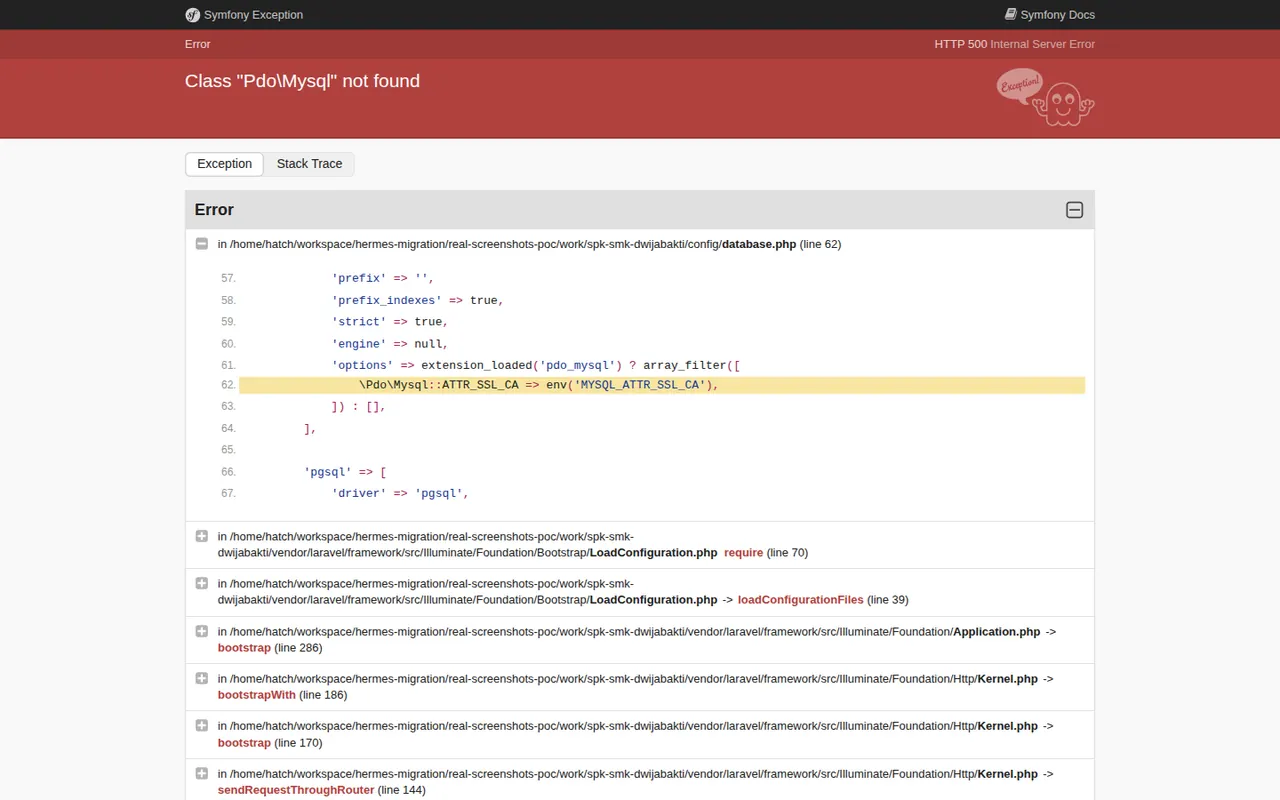 Symfony Exception
Symfony Docs
Error
HTTP 500 Internal Server Error
Class "Pdo\Mysql" not found
Exception!
Exception
Stack Trace
Error
in /home/hatch/workspace/hermes-migration/real-screenshots-poc/work/spk-smk-dwijabakti/config/database.php (line 62)
57. 'prefix' => '',
58. 'prefix_indexes' => true,
59. 'strict' => true,
60. 'engine' => null,
61. 'options' => extension_loaded('pdo_mysql') ? array_filter([
62. \Pdo\Mysql::ATTR_SSL_CA => env('MYSQL_ATTR_SSL_CA'),
63. ]) : [],
64. ],
65.
66. 'pgsql' => [
67. 'driver' => 'pgsql',
in /home/hatch/workspace/hermes-migration/real-screenshots-poc/work/spk-smk-
dwijabakti/vendor/laravel/framework/src/Illuminate/Foundation/Bootstrap/LoadConfiguration.php require (line 70)
in /home/hatch/workspace/hermes-migration/real-screenshots-poc/work/spk-smk-
dwijabakti/vendor/laravel/framework/src/Illuminate/Foundation/Bootstrap/LoadConfiguration.php -> loadConfigurationFiles (line 39)
in /home/hatch/workspace/hermes-migration/real-screenshots-poc/work/spk-smk-dwijabakti/vendor/laravel/framework/src/Illuminate/Foundation/Application.php ->
bootstrap (line 286)
in /home/hatch/workspace/hermes-migration/real-screenshots-poc/work/spk-smk-dwijabakti/vendor/laravel/framework/src/Illuminate/Foundation/Http/Kernel.php ->
bootstrapWith (line 186)
in /home/hatch/workspace/hermes-migration/real-screenshots-poc/work/spk-smk-dwijabakti/vendor/laravel/framework/src/Illuminate/Foundation/Http/Kernel.php ->
bootstrap (line 170)
in /home/hatch/workspace/hermes-migration/real-screenshots-poc/work/spk-smk-dwijabakti/vendor/laravel/framework/src/Illuminate/Foundation/Http/Kernel.php ->
sendRequestThroughRouter (line 144)